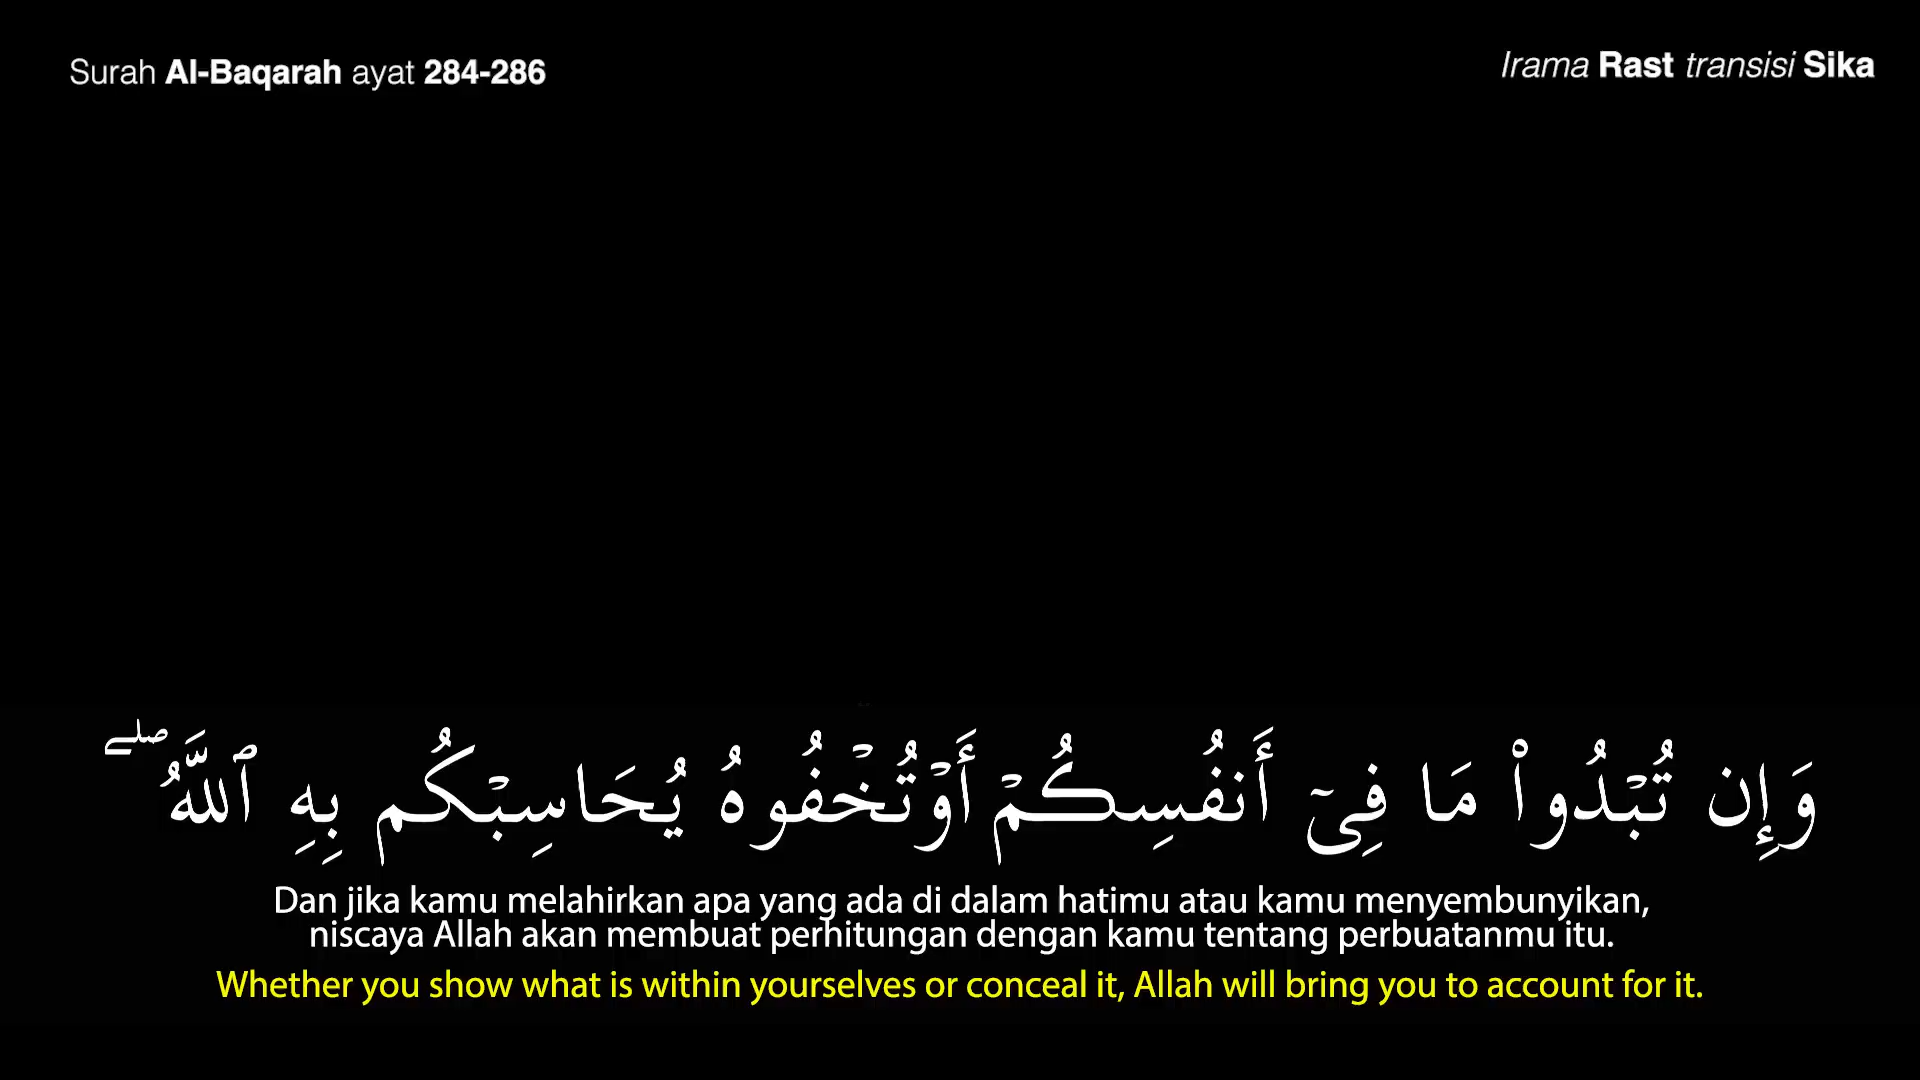 Surah Al-Baqarah ayat 284-286
Irama Rast transisi Sika
وَإِن تُبْدُوا۟ مَا فِىٓ أَنفُسِكُمْ أَوْ تُخْفُوهُ يُحَاسِبْكُم بِهِ ٱللَّهُ ۖ
Dan jika kamu melahirkan apa yang ada di dalam hatimu atau kamu menyembunyikan,
niscaya Allah akan membuat perhitungan dengan kamu tentang perbuatanmu itu.
Whether you show what is within yourselves or conceal it, Allah will bring you to account for it.